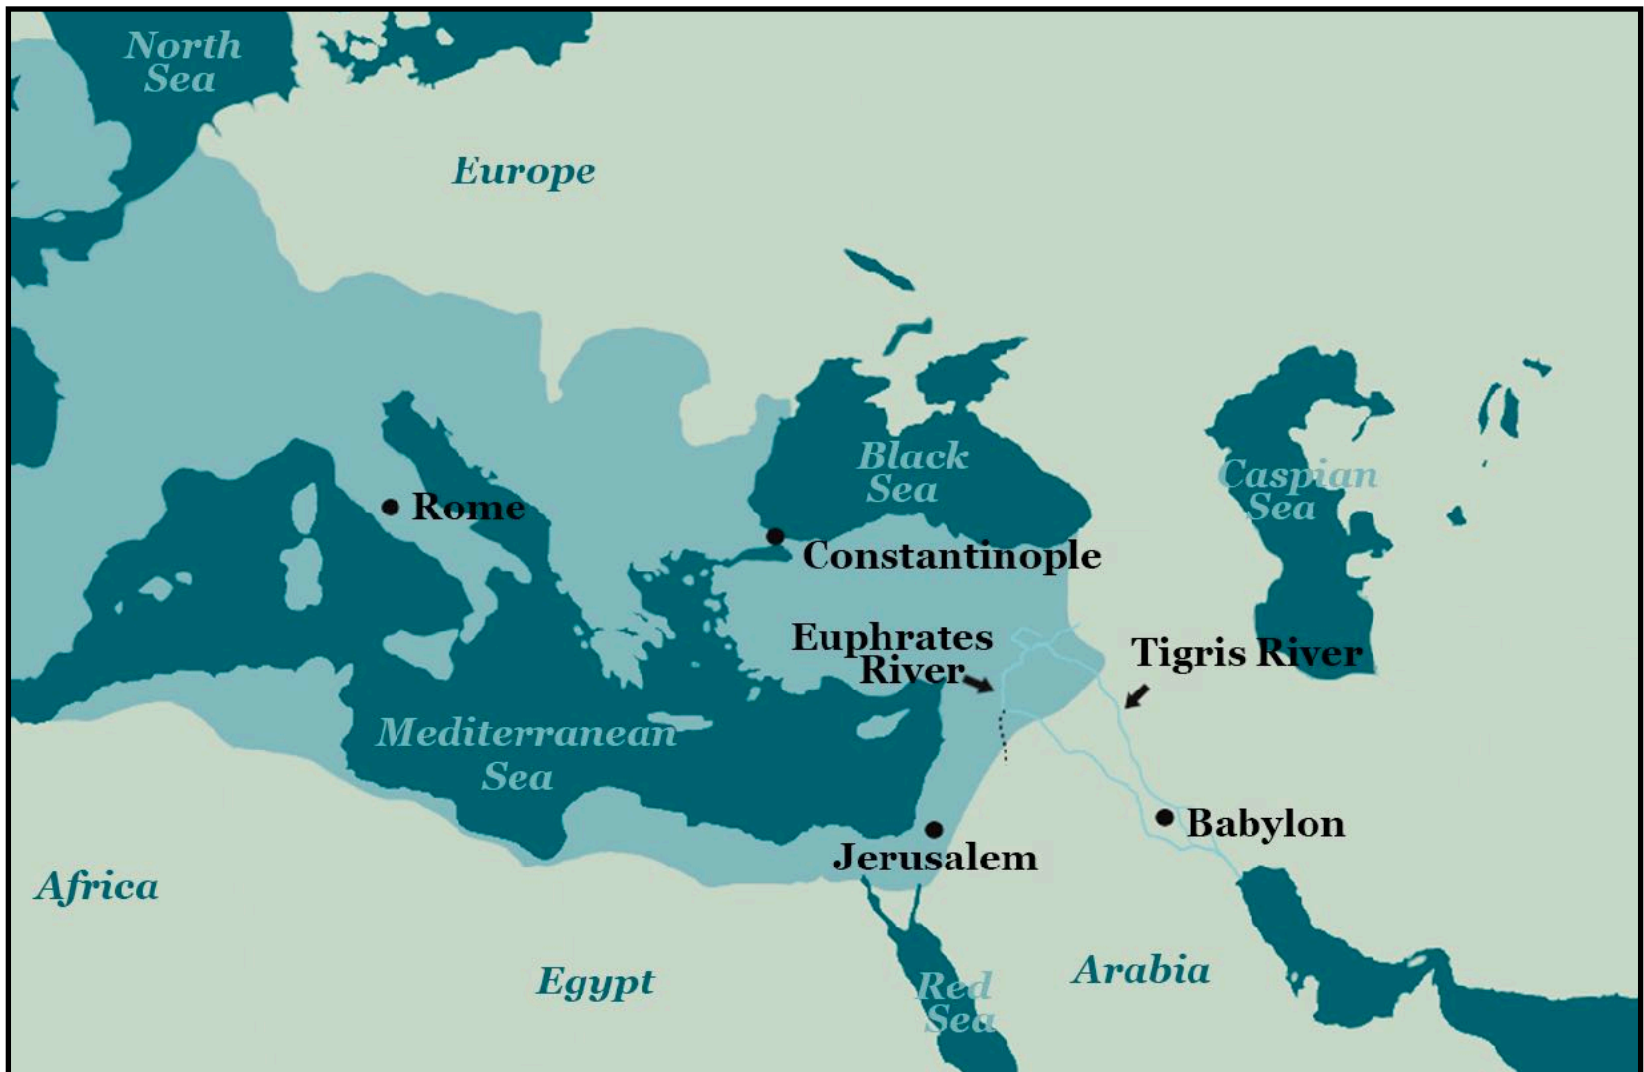 North
Sea
Europe
Black
Sea
Caspian
Sea
Rome
Constantinople
Euphrates
River
Tigris River
Mediterranean
Sea
Babylon
Jerusalem
Africa
Egypt
Red
Sea
Arabia